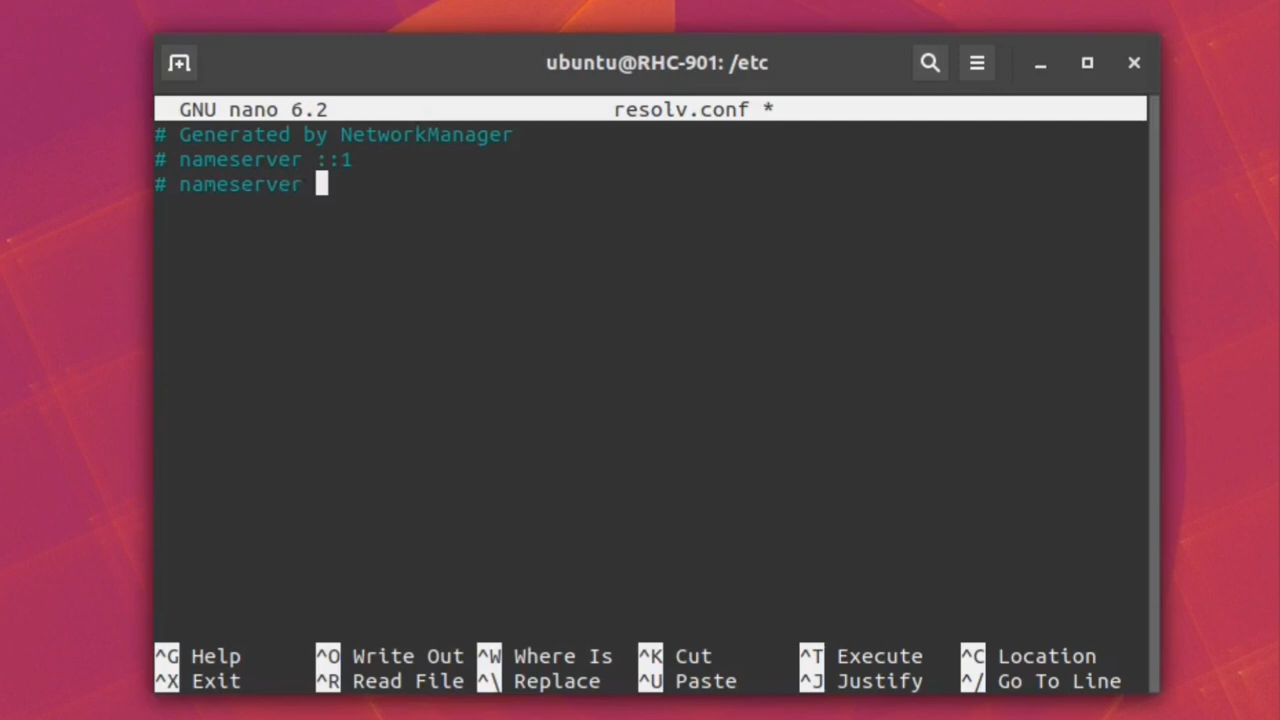 ubuntu@RHC-901: /etc
GNU nano 6.2 resolv.conf *
# Generated by NetworkManager
# nameserver ::1
# nameserver
^G Help ^O Write Out ^W Where Is ^K Cut ^T Execute ^C Location
^X Exit ^R Read File ^\ Replace ^U Paste ^J Justify ^/ Go To Line